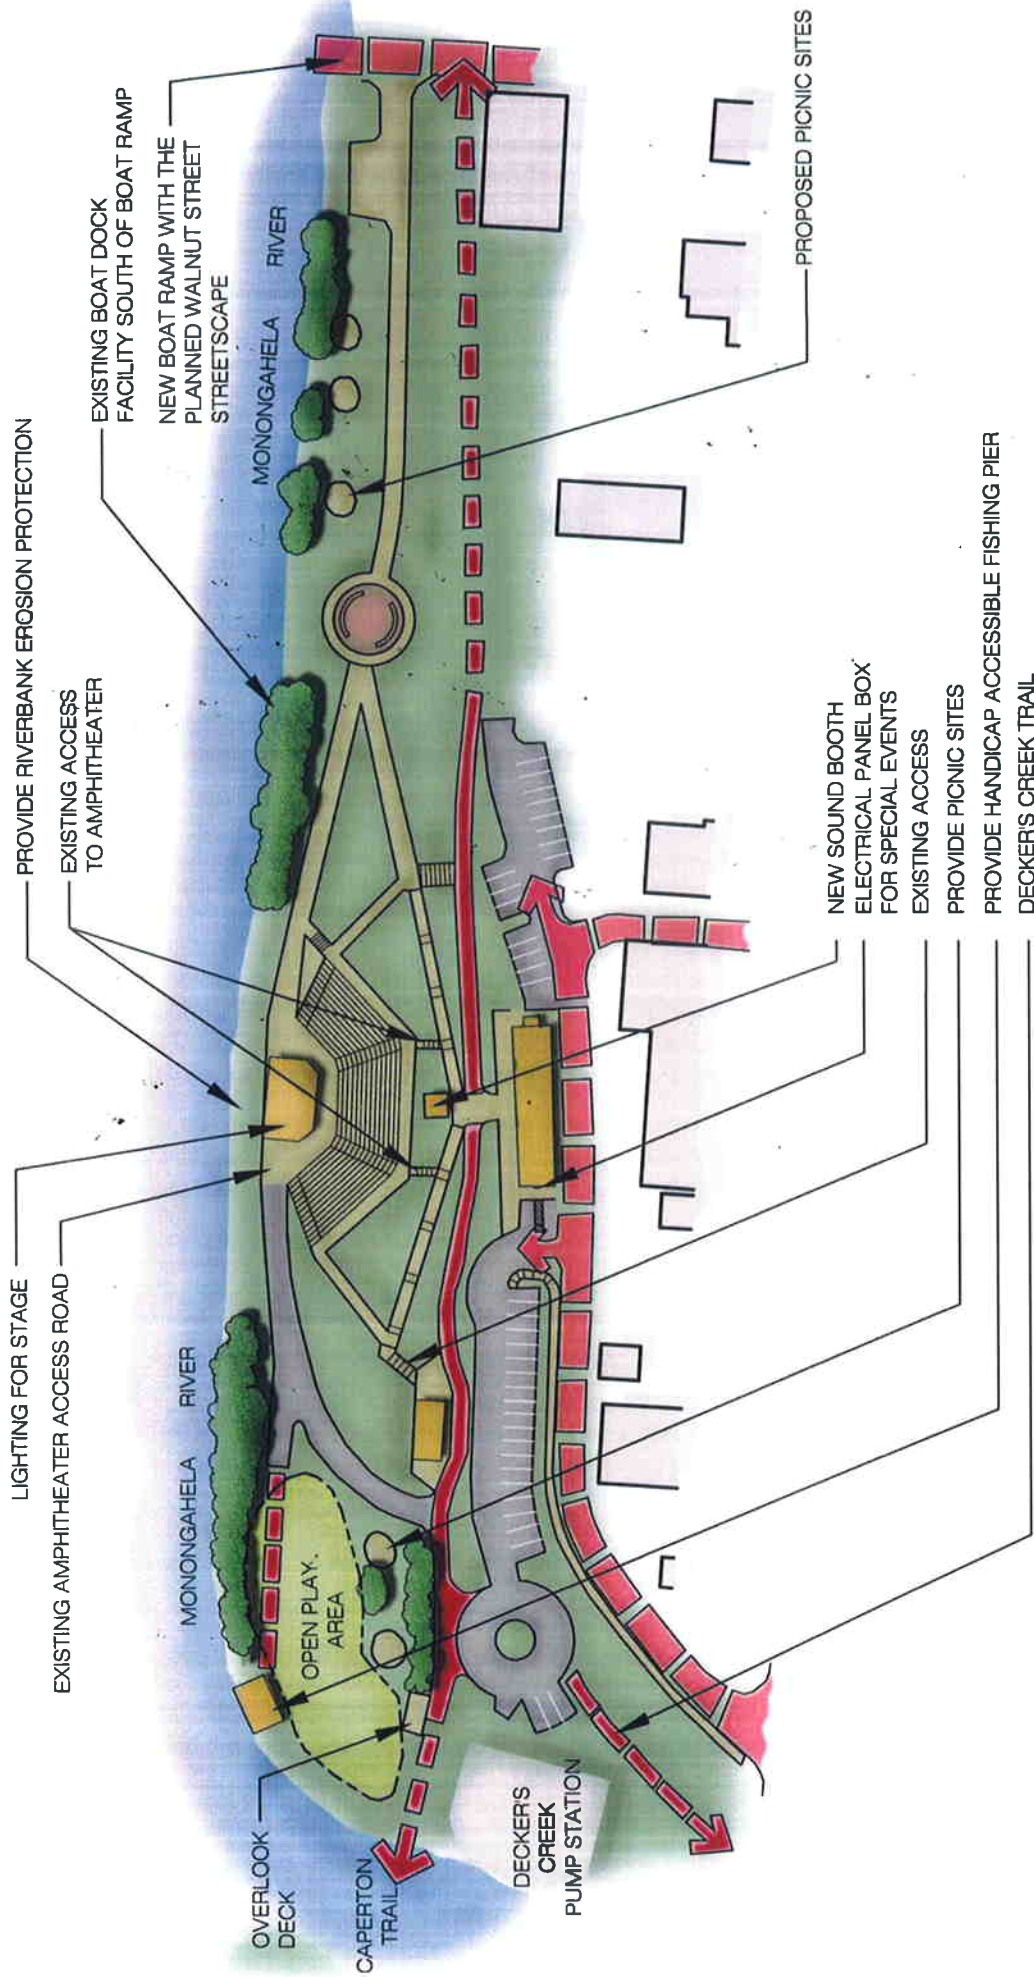 LIGHTING FOR STAGE
EXISTING AMPHITHEATER ACCESS ROAD
PROVIDE RIVERBANK EROSION PROTECTION
EXISTING ACCESS
TO AMPHITHEATER
EXISTING BOAT DOCK
FACILITY SOUTH OF BOAT RAMP
NEW BOAT RAMP WITH THE
PLANNED WALNUT STREET
STREETSCAPE
MONONGAHELA RIVER
MONONGAHELA RIVER
OVERLOOK
DECK
CAPERTON
TRAIL
OPEN PLAY
AREA
DECKER'S
CREEK
PUMP STATION
PROPOSED PICNIC SITES
NEW SOUND BOOTH
ELECTRICAL PANEL BOX
FOR SPECIAL EVENTS
EXISTING ACCESS
PROVIDE PICNIC SITES
PROVIDE HANDICAP ACCESSIBLE FISHING PIER
DECKER'S CREEK TRAIL